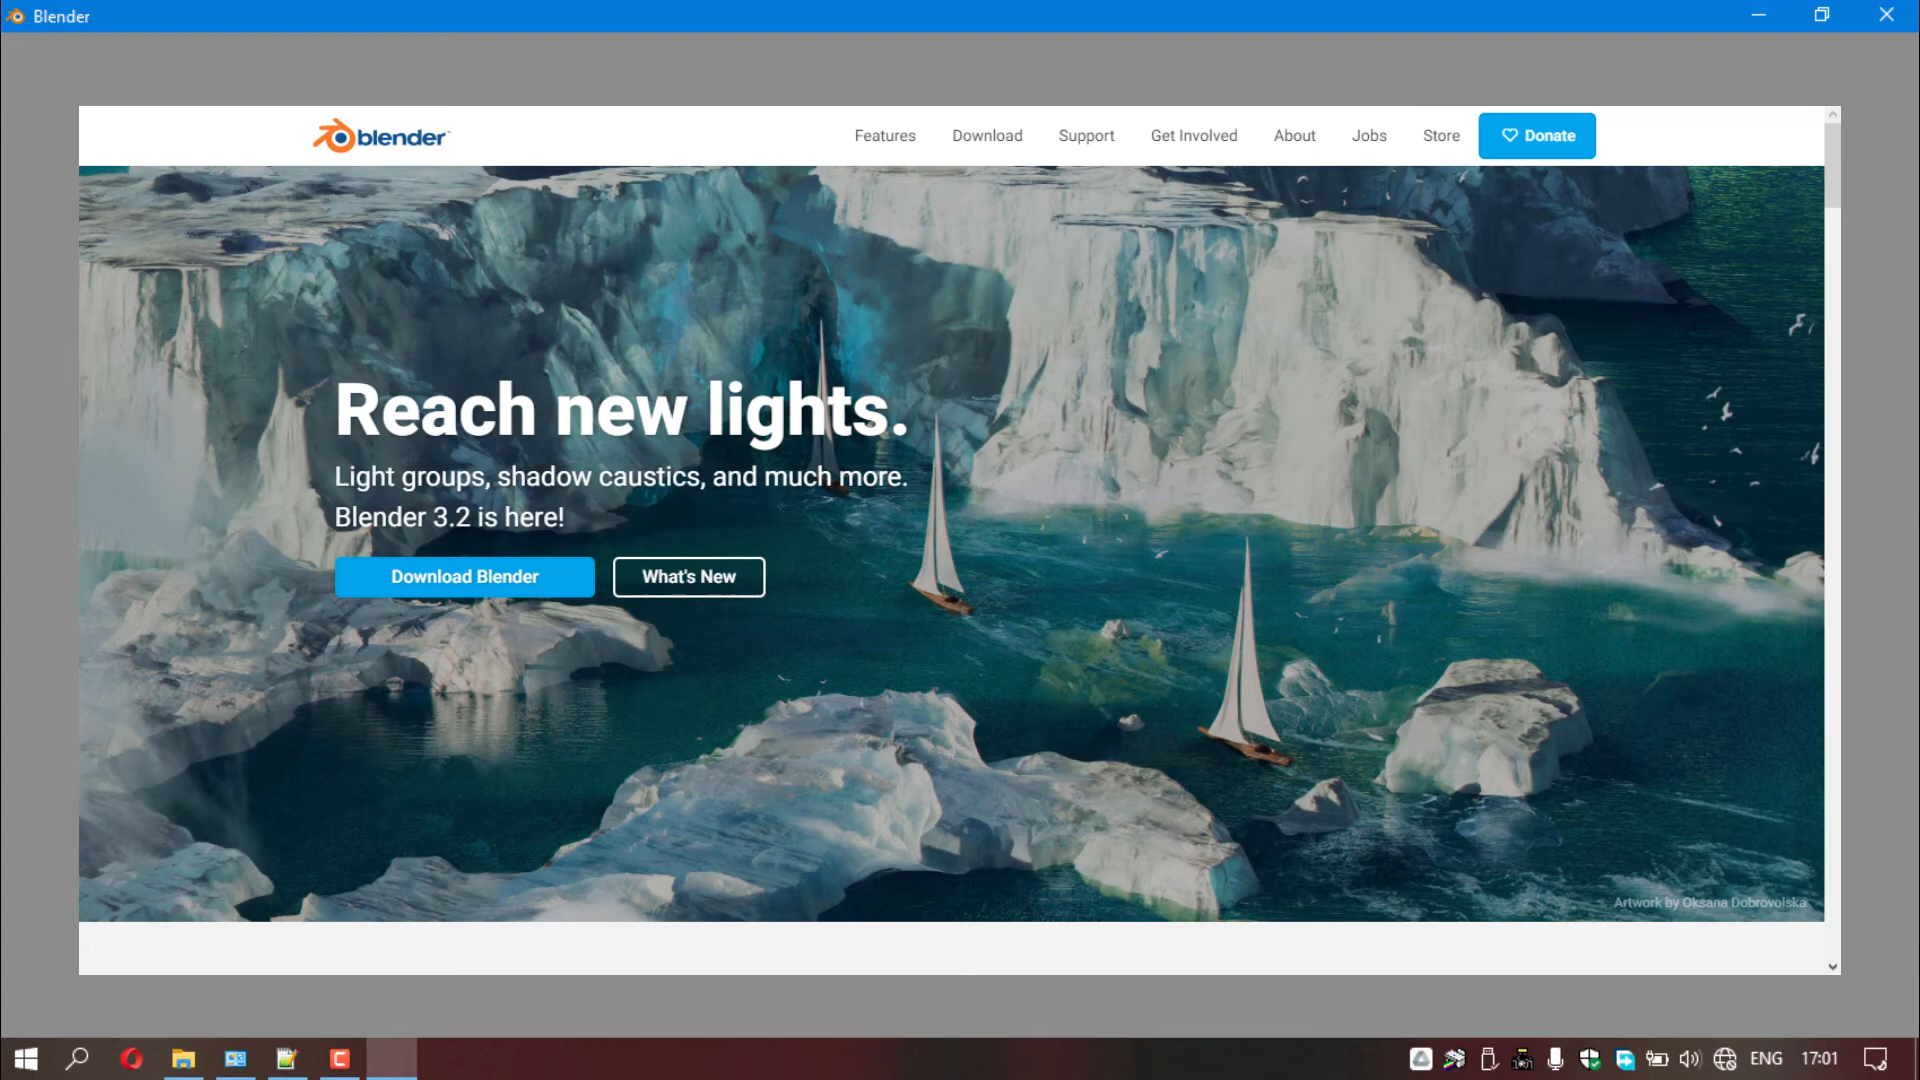 Blender
blender™
Features Download Support Get Involved About Jobs Store Donate
Reach new lights.
Light groups, shadow caustics, and much more.
Blender 3.2 is here!
Download Blender What's New
Artwork by Oksana Dobrovolska
C
ENG 17:01